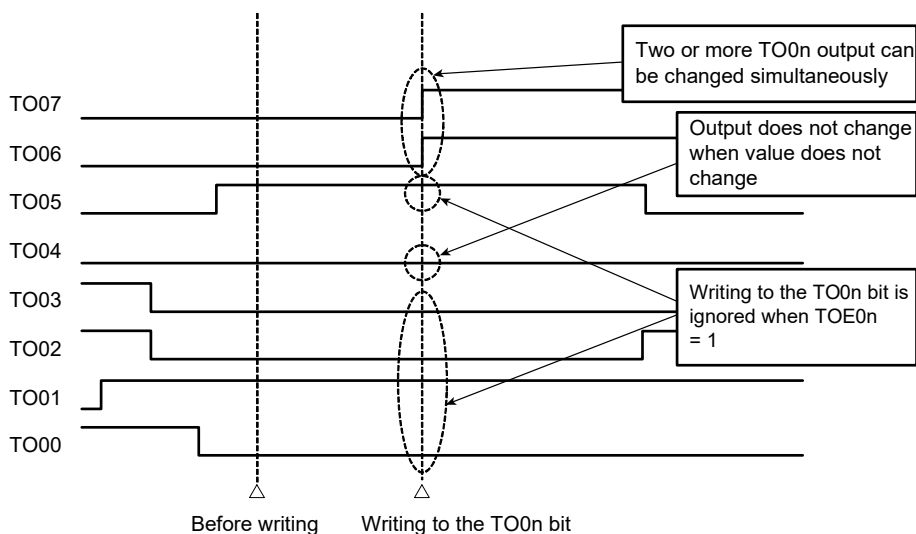 Two or more TO0n output can
be changed simultaneously
TO07
Output does not change
when value does not
change
TO06
TO05
TO04
Writing to the TO0n bit is
ignored when TOE0n
= 1
TO03
TO02
TO01
TO00
Before writing
Writing to the TO0n bit